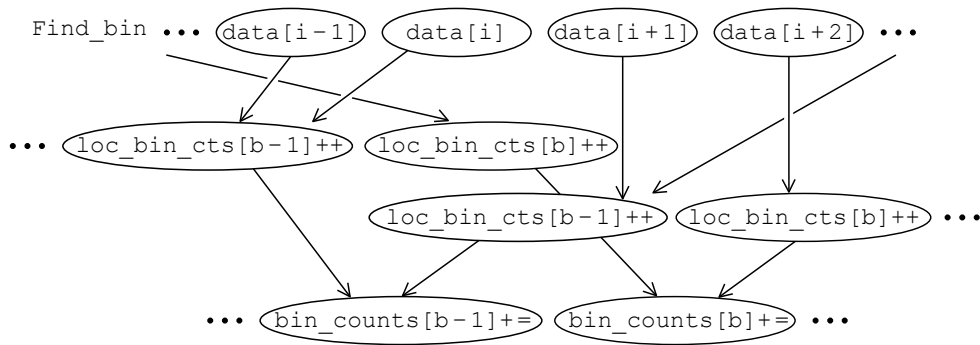 Find_bin ••• data[i-1] data[i] data[i+1] data[i+2] •••
••• loc_bin_cts[b-1]++ loc_bin_cts[b]++
loc_bin_cts[b-1]++ loc_bin_cts[b]++ •••
••• bin_counts[b-1]+= bin_counts[b]+= •••